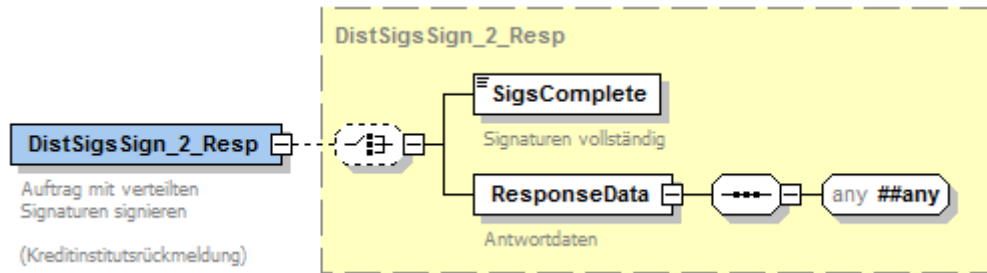 DistSigsSign_2_Resp
DistSigsSign_2_Resp
Auftrag mit verteilten
Signaturen signieren
(Kreditinstitutsrückmeldung)
SigsComplete
Signaturen vollständig
ResponseData
Antwortdaten
any ##any